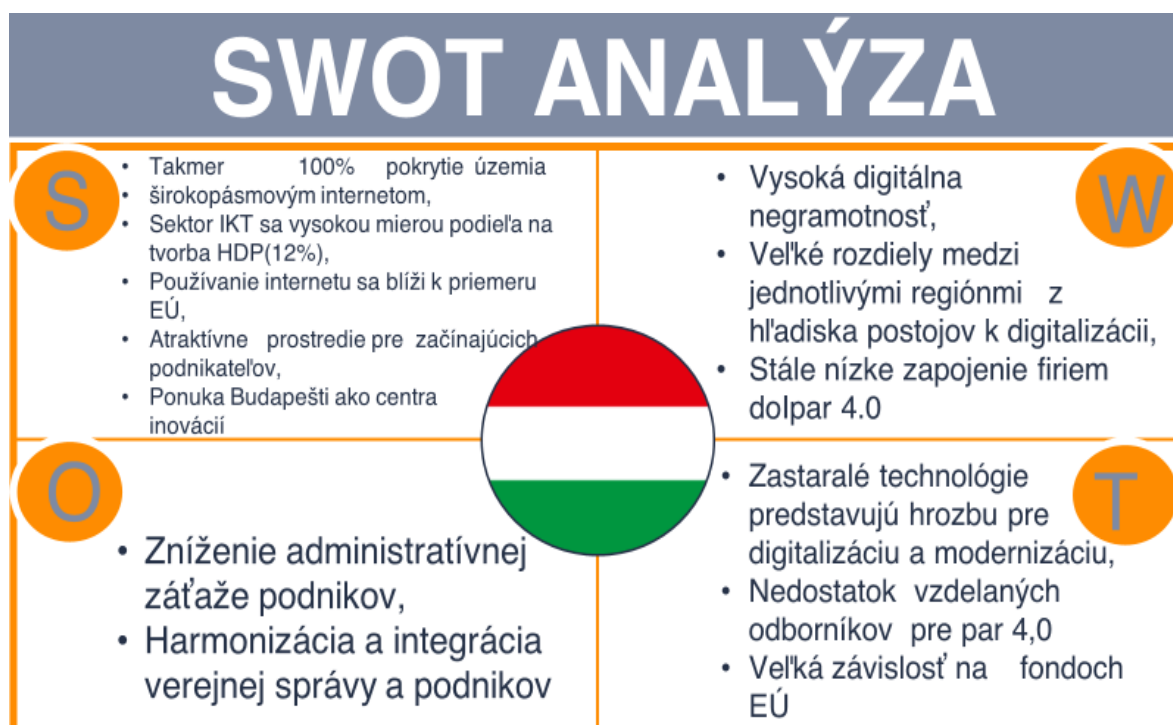 SWOT ANALÝZA
S
• Takmer 100% pokrytie územia
• širokopásmovým internetom,
• Sektor IKT sa vysokou mierou podieľa na
tvorba HDP(12%),
• Používanie internetu sa blíži k priemeru
EÚ,
• Atraktívne prostredie pre začínajúcich
podnikateľov,
• Ponuka Budapešti ako centra
inovácií
W
• Vysoká digitálna
negramotnosť,
• Veľké rozdiely medzi
jednotlivými regiónmi z
hľadiska postojov k digitalizácii,
• Stále nízke zapojenie firiem
doIpar 4.0
O
• Zníženie administratívnej
záťaže podnikov,
• Harmonizácia a integrácia
verejnej správy a podnikov
T
• Zastaralé technológie
predstavujú hrozbu pre
digitalizáciu a modernizáciu,
• Nedostatok vzdelaných
odborníkov pre par 4,0
• Veľká závislosť na fondoch
EÚ